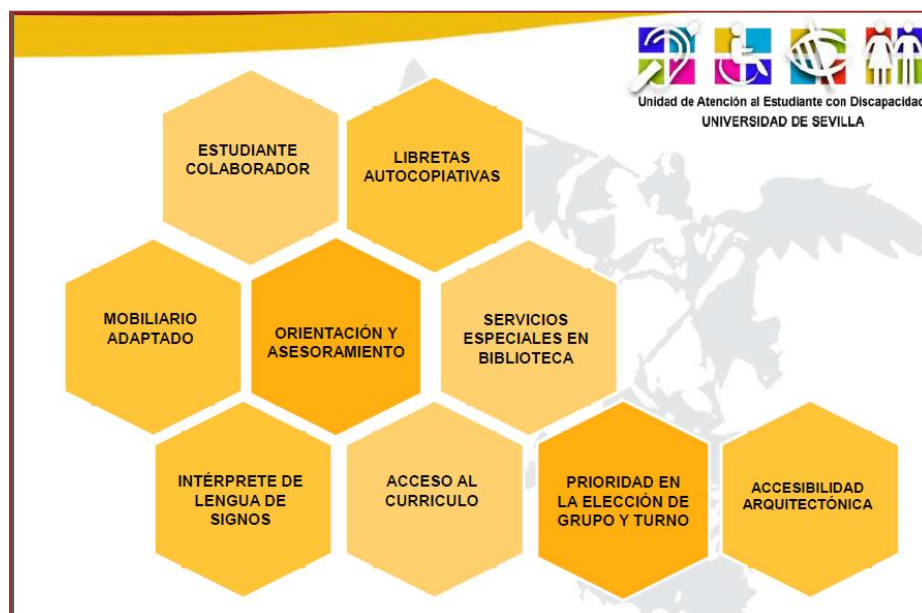 Unidad de Atención al Estudiante con Discapacidad
UNIVERSIDAD DE SEVILLA
ESTUDIANTE
COLABORADOR
LIBRETAS
AUTOCOPIATIVAS
MOBILIARIO
ADAPTADO
ORIENTACIÓN Y
ASESORAMIENTO
SERVICIOS
ESPECIALES EN
BIBLIOTECA
INTÉRPRETE DE
LENGUA DE
SIGNOS
ACCESO AL
CURRICULO
PRIORIDAD EN
LA ELECCIÓN DE
GRUPO Y TURNO
ACCESIBILIDAD
ARQUITECTÓNICA